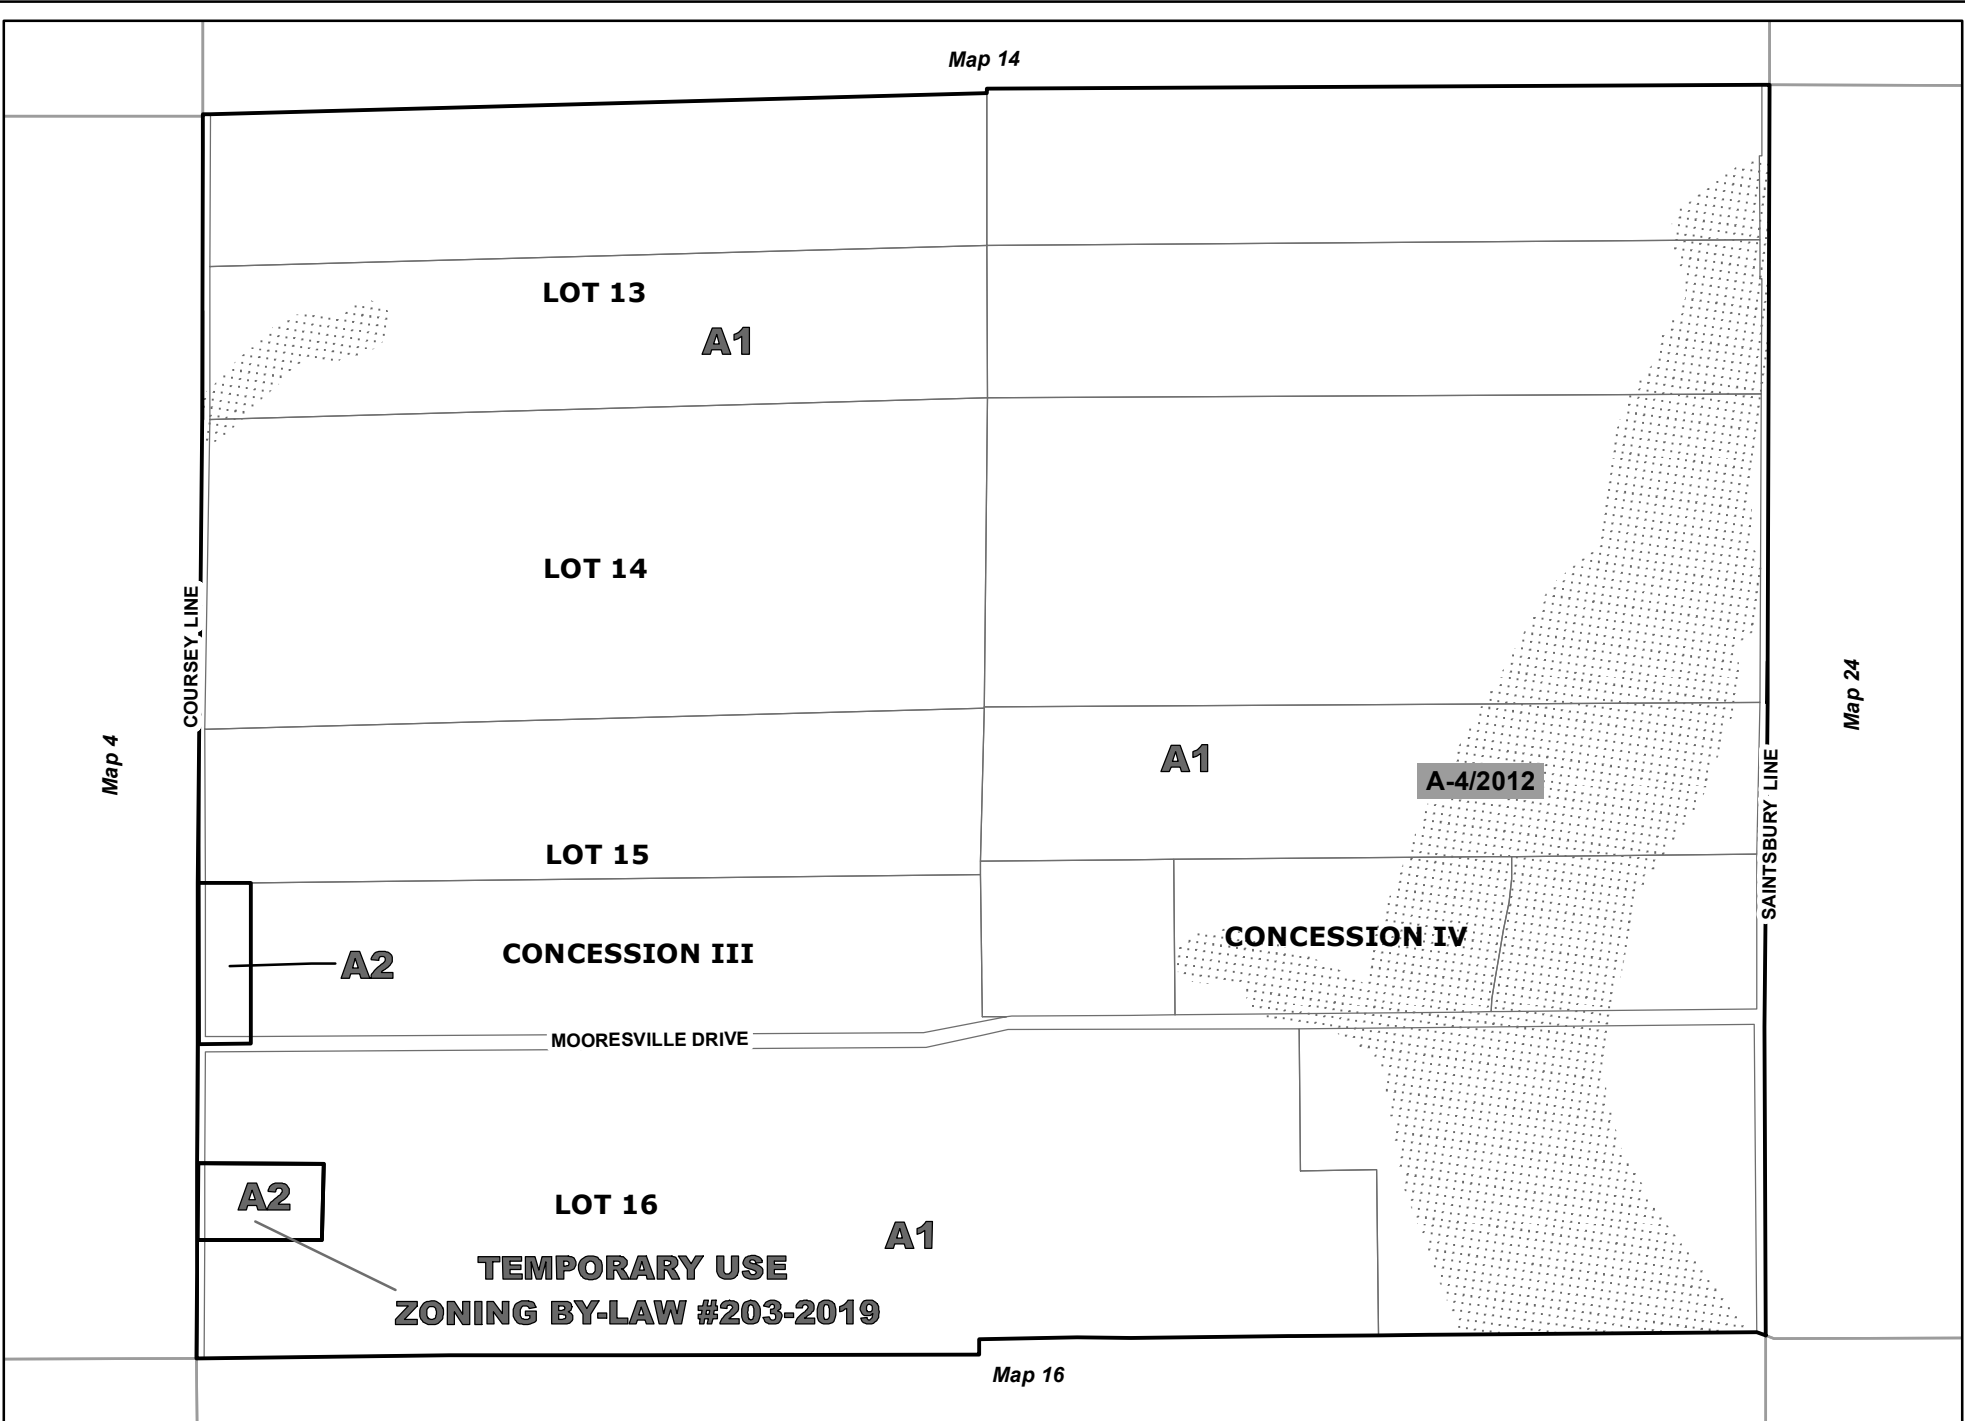 Map 14
LOT 13
A1
LOT 14
COURSEY LINE
Map 4
Map 24
A1
A-4/2012
SAINTSBURY LINE
LOT 15
CONCESSION III
CONCESSION IV
A2
MOORESVILLE DRIVE
A2
LOT 16
A1
TEMPORARY USE
ZONING BY-LAW #203-2019
Map 16